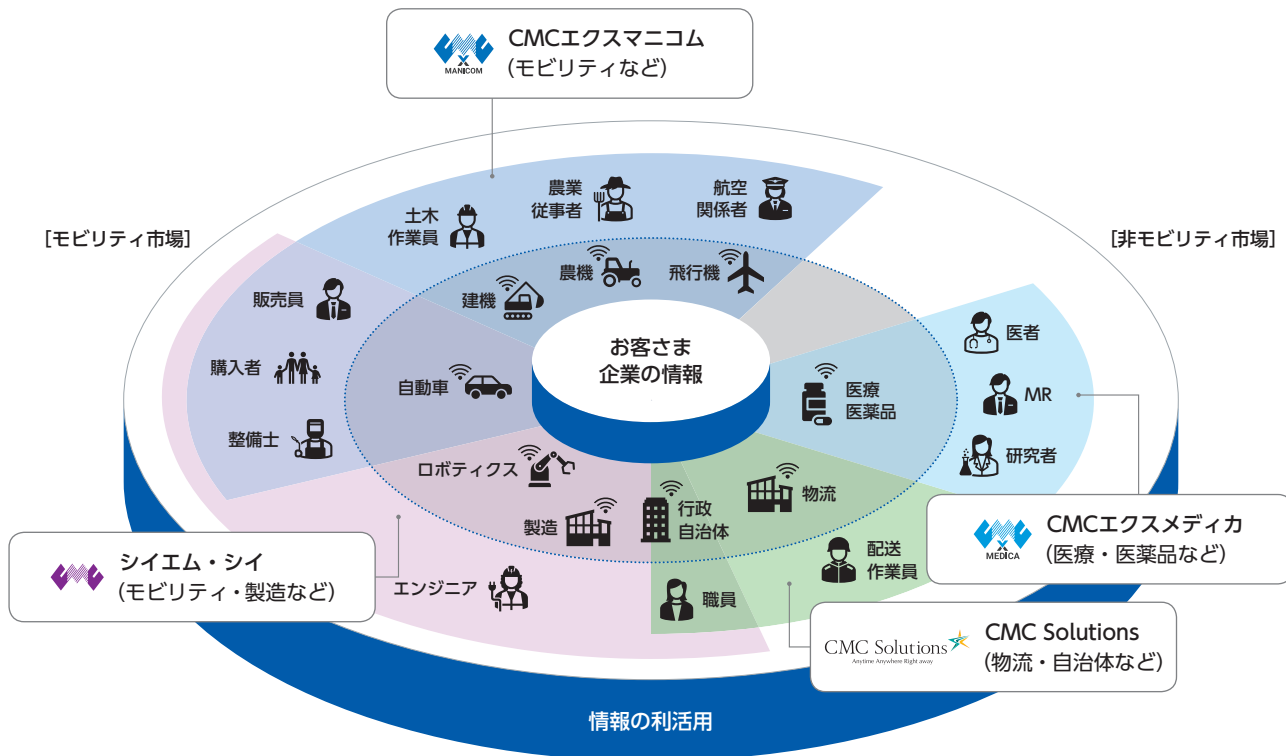 CMCエクスマニコム
(モビリティなど)
CMC
X
MANICOM
農業
従事者
航空
関係者
土木
作業員
[モビリティ市場]
[非モビリティ市場]
農機
飛行機
建機
販売員
医者
お客さま
企業の情報
購入者
自動車
医療
医薬品
MR
整備士
研究者
ロボティクス
物流
製造
行政
自治体
CMCエクスメディカ
(医療・医薬品など)
CMC
X
MEDICA
シイエム・シイ
(モビリティ・製造など)
CMC
配送
作業員
エンジニア
職員
CMC Solutions
Anytime Anywhere Right away
CMC Solutions
(物流・自治体など)
情報の利活用